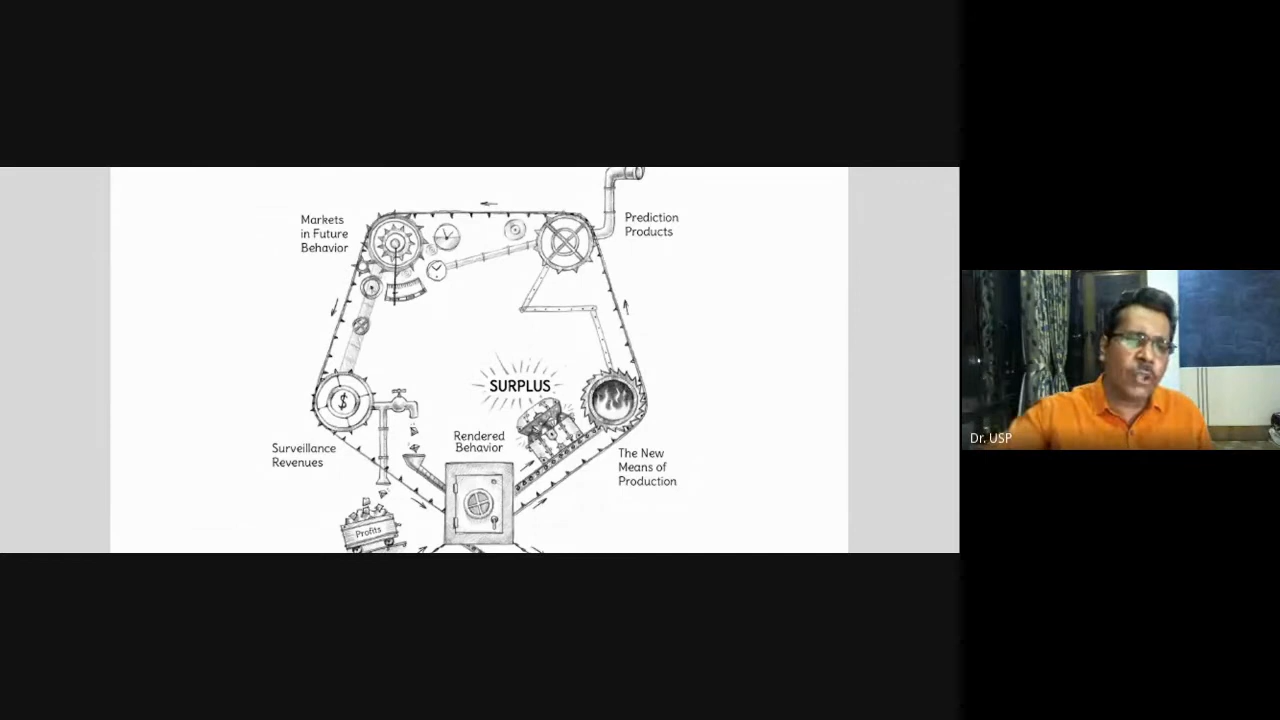 Markets
in Future
Behavior
Prediction
Products
SURPLUS
Rendered
Behavior
Surveillance
Revenues
The New
Means of
Production
$
Profits
Dr. USP